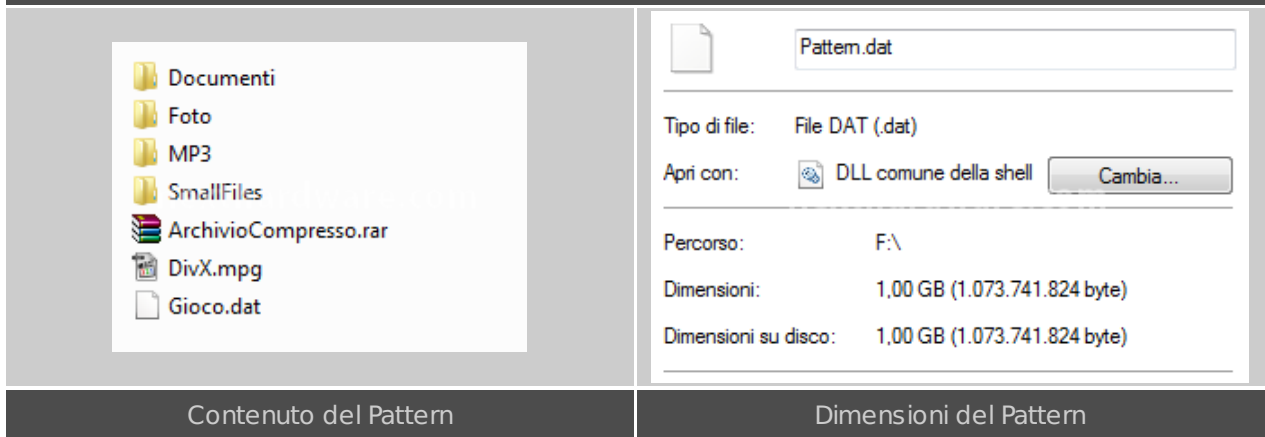 Documenti
Foto
MP3
SmallFiles
ArchivioCompresso.rar
DivX.mpg
Gioco.dat
Contenuto del Pattern
Pattern.dat
Tipo di file: File DAT (.dat)
Apri con: DLL comune della shell Cambia...
Percorso: F:\
Dimensioni: 1,00 GB (1.073.741.824 byte)
Dimensioni su disco: 1,00 GB (1.073.741.824 byte)
Dimensioni del Pattern